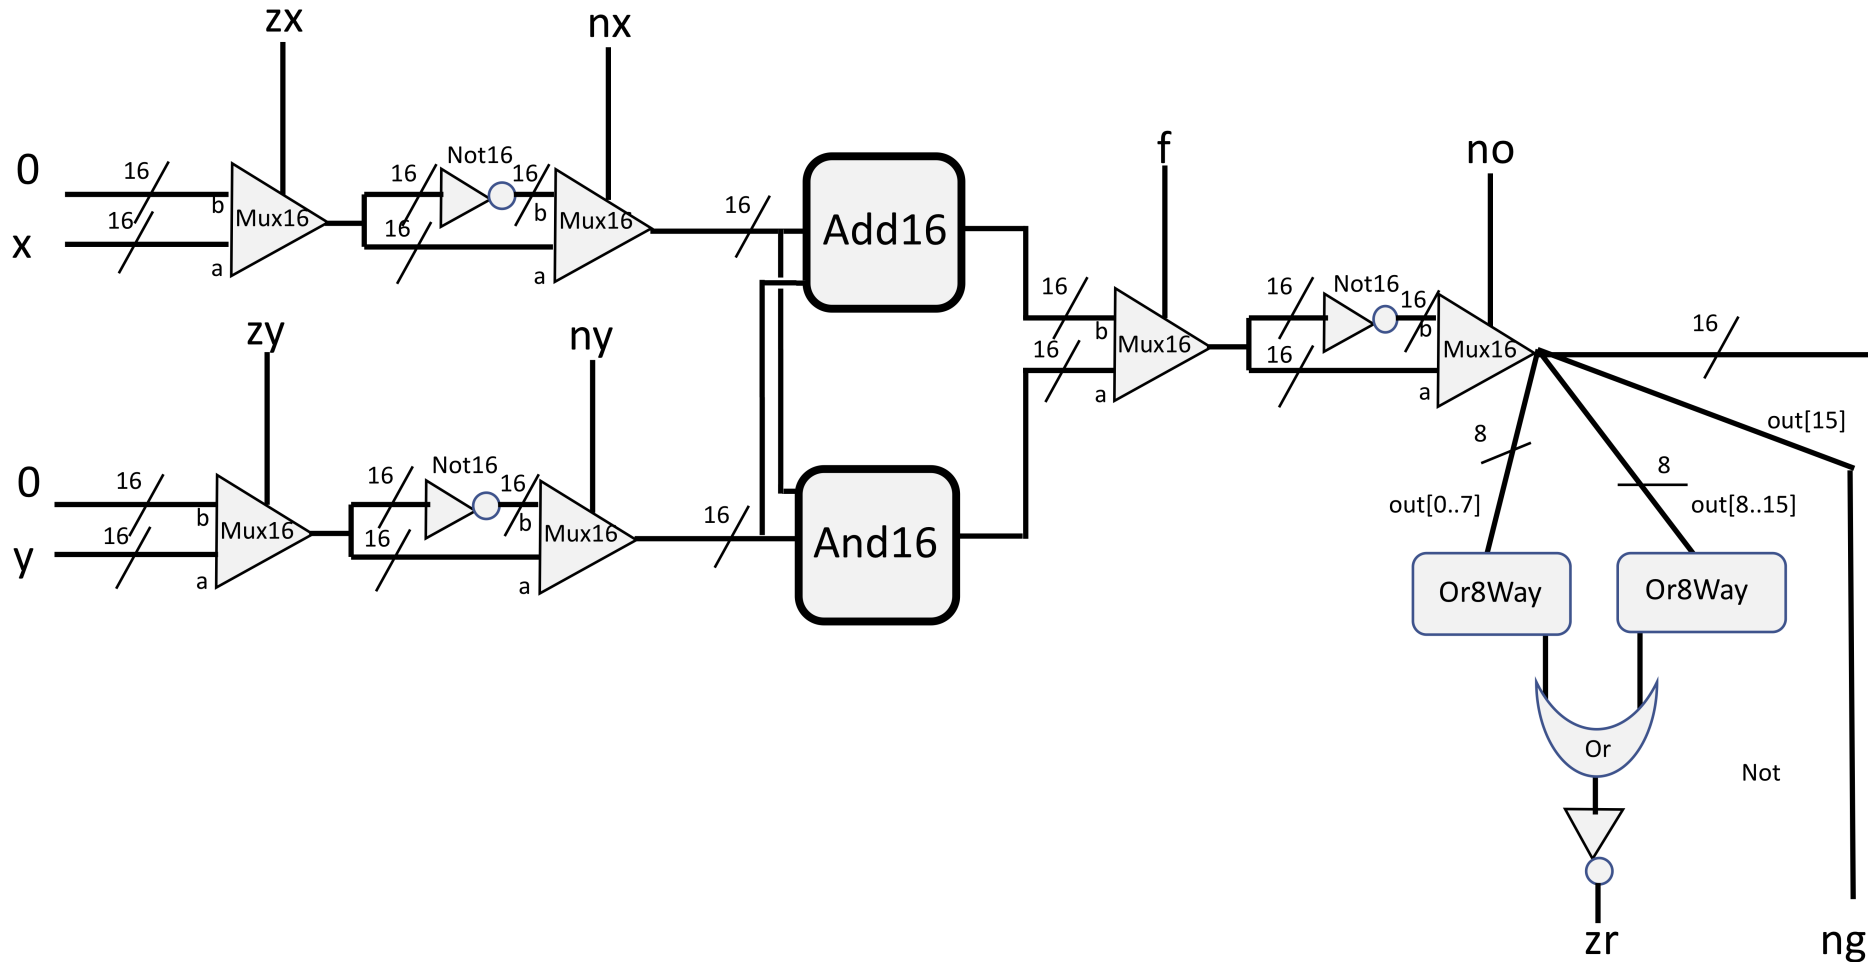 zx
nx
0
16
16
Not16
16
b
Mux16
16
b
Mux16
x
16
a
a
16
Add16
f
no
16
Not16
16
b
Mux16
16
b
Mux16
16
16
a
a
16
zy
ny
0
16
16
Not16
16
b
Mux16
16
b
Mux16
y
16
a
a
16
And16
8
out[0..7]
8
out[8..15]
out[15]
Or8Way
Or8Way
Or
Not
zr
ng